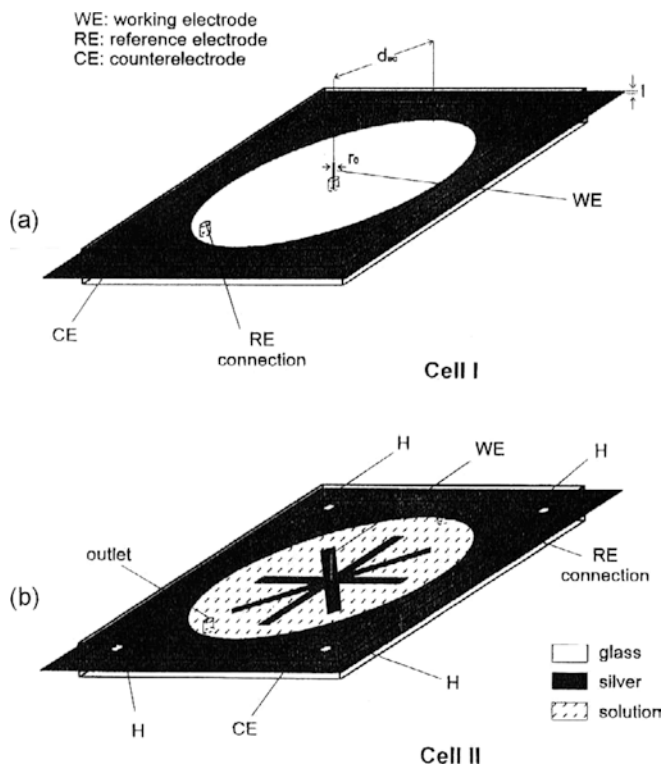 WE: working electrode
RE: reference electrode
CE: counterelectrode
d∞
l
r₀
WE
(a)
CE
RE
connection
Cell I
H
WE
H
outlet
RE
connection
(b)
glass
silver
solution
H
H
CE
Cell II